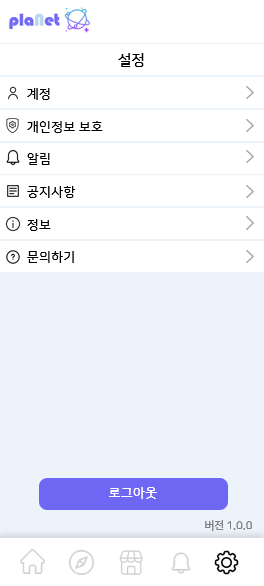 plaNet
설정
계정
개인정보 보호
알림
공지사항
정보
문의하기
로그아웃
버전 1.0.0